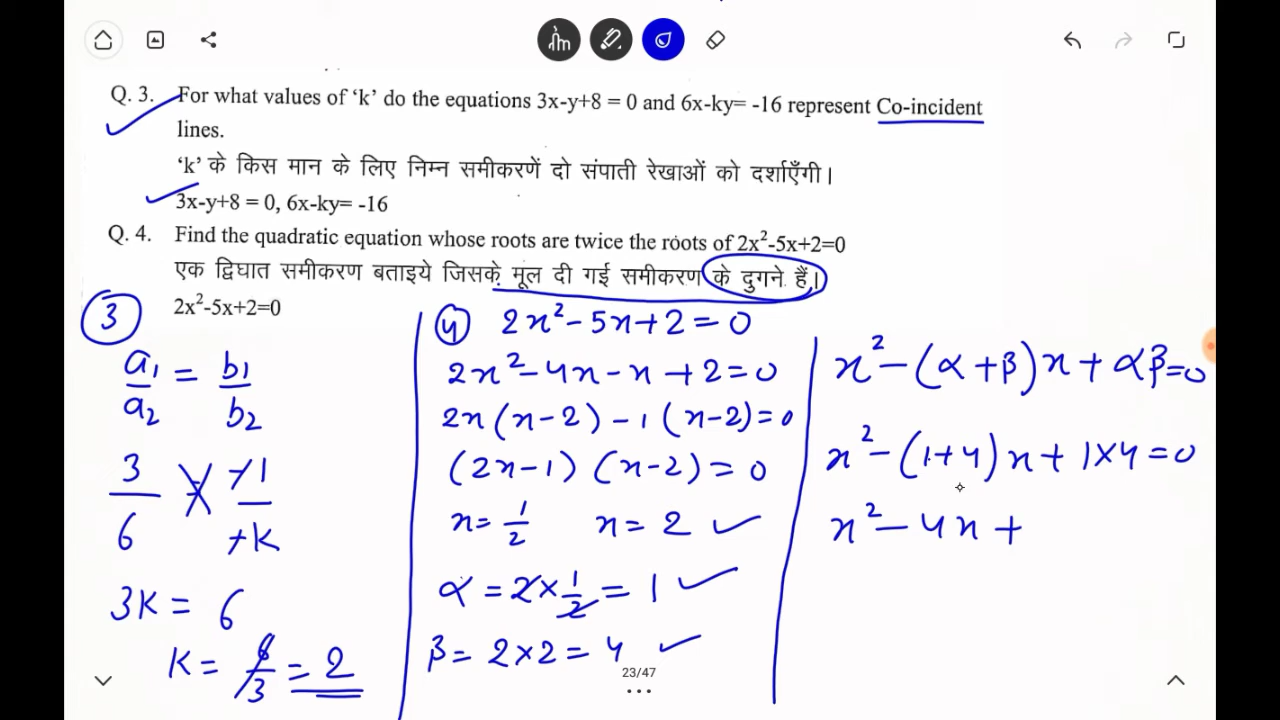 Q. 3. For what values of ‘k’ do the equations 3x-y+8 = 0 and 6x-ky= -16 represent Co-incident
lines.
‘k’ के किस मान के लिए निम्न समीकरणें दो संपाती रेखाओं को दर्शाएँगी।
3x-y+8 = 0, 6x-ky= -16
Q. 4. Find the quadratic equation whose roots are twice the roots of 2x²-5x+2=0
एक द्विघात समीकरण बताइये जिसके मूल दी गई समीकरण के दुगने हैं।
2x²-5x+2=0
3
a₁/a₂ = b₁/b₂
3/6 = -1/-K
3K = 6
K = 6/3 = 2
4 2x²-5x+2=0
2x²-4x-x+2=0
2x(x-2)-1(x-2)=0
(2x-1) (x-2)=0
x=1/2 x=2
α = 2×1/2 = 1
β = 2×2 = 4
x²-(α+β)x+αβ=0
x²-(1+4)x+1×4=0
x²-4x+
23/47